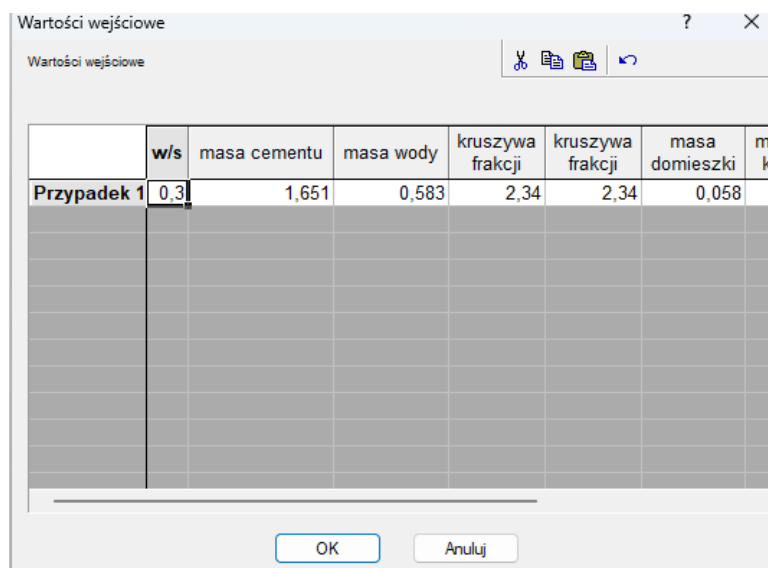 Wartości wejściowe ? ×
Wartości wejściowe
w/s masa cementu masa wody kruszywa frakcji kruszywa frakcji masa domieszki
Przypadek 1 0,3 1,651 0,583 2,34 2,34 0,058
OK Anuluj